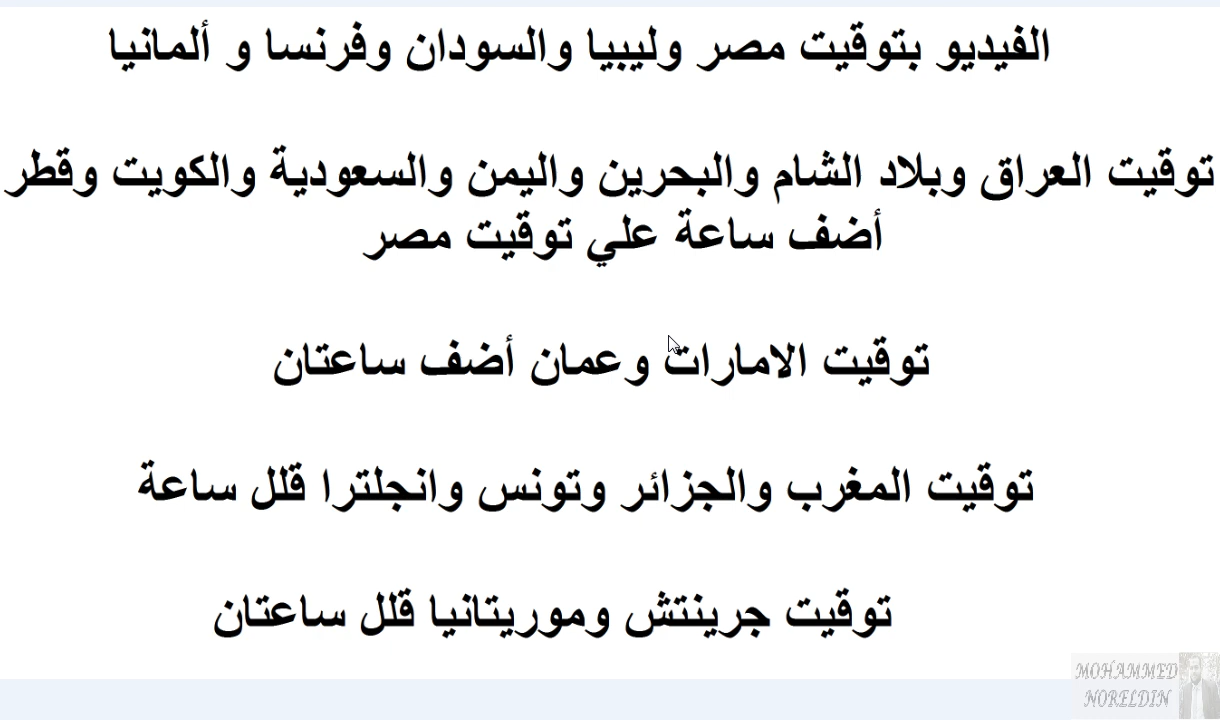 الفيديو بتوقيت مصر وليبيا والسودان وفرنسا و ألمانيا
توقيت العراق وبلاد الشام والبحرين واليمن والسعودية والكويت وقطر
أضف ساعة علي توقيت مصر
توقيت الامارات وعمان أضف ساعتان
توقيت المغرب والجزائر وتونس وانجلترا قلل ساعة
توقيت جرينتش وموريتانيا قلل ساعتان
MOHAMMED
NORELDIN